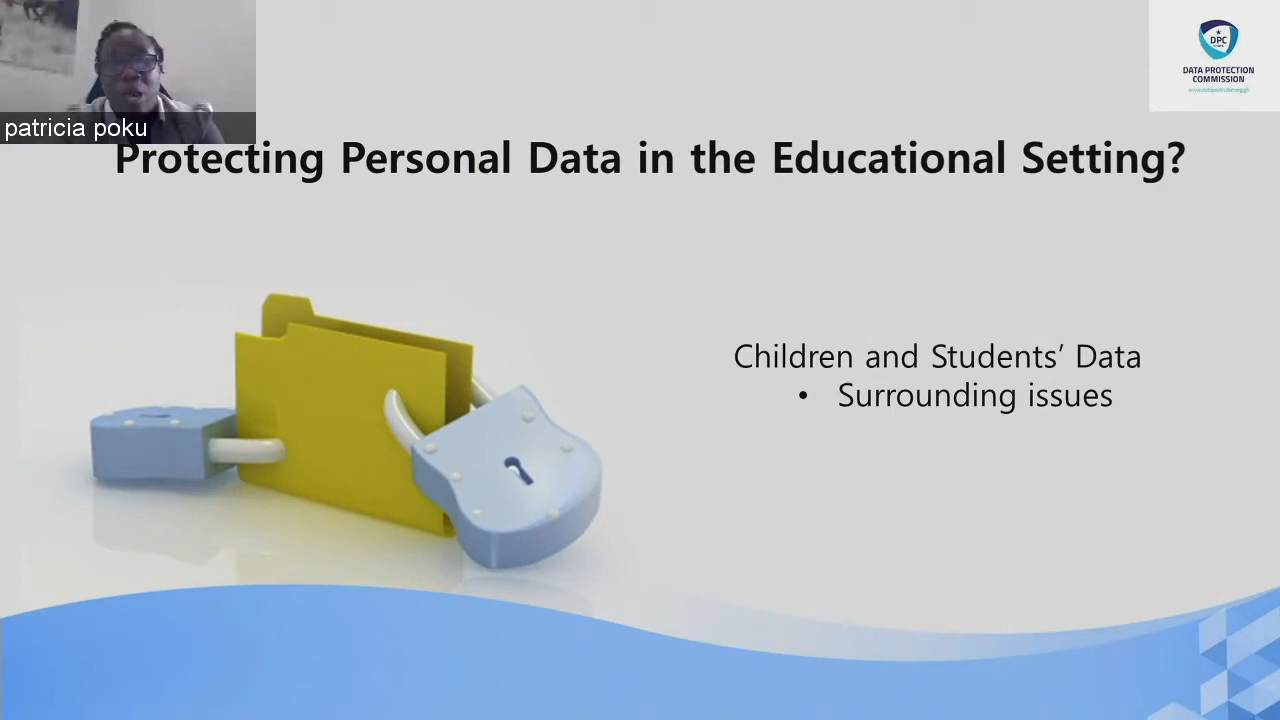 DPC
DATA PROTECTION
COMMISSION
patricia poku
Protecting Personal Data in the Educational Setting?
Children and Students’ Data
• Surrounding issues